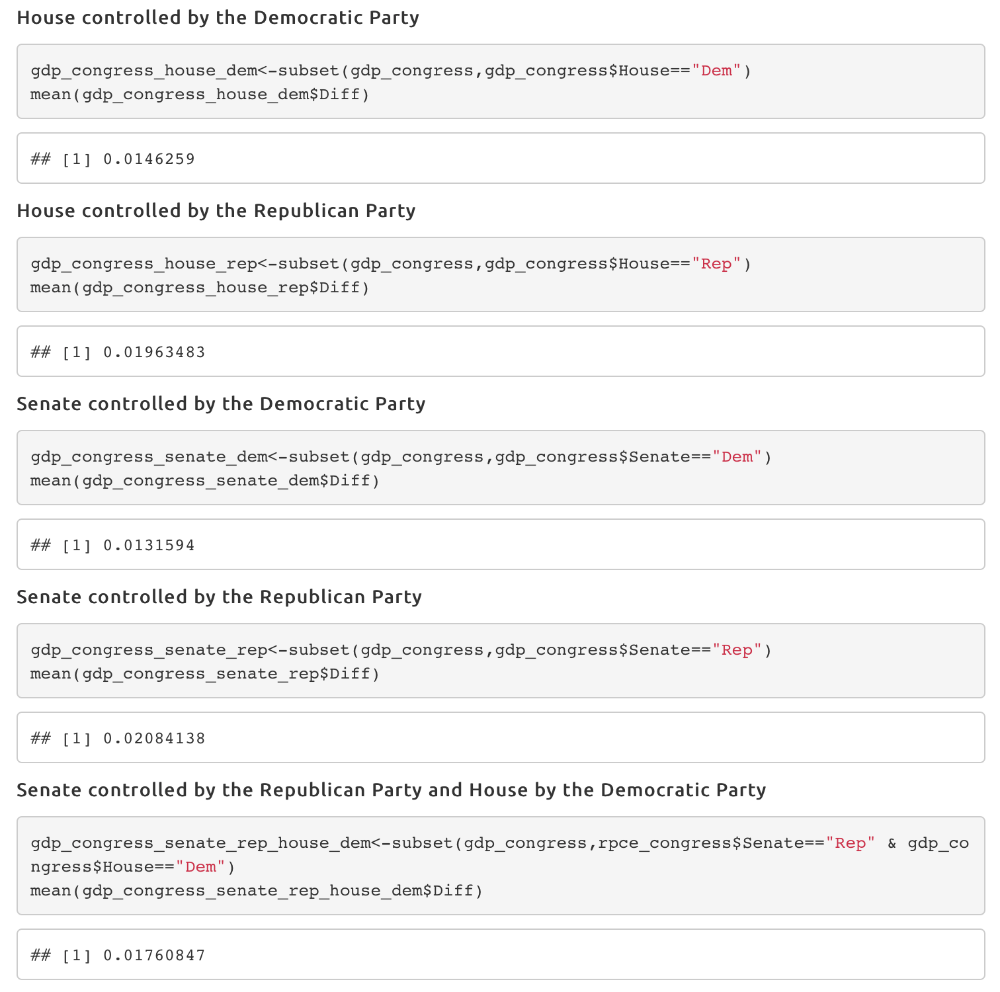 House controlled by the Democratic Party
gdp_congress_house_dem<-subset(gdp_congress,gdp_congress$House=="Dem")
mean(gdp_congress_house_dem$Diff)
## [1] 0.0146259
House controlled by the Republican Party
gdp_congress_house_rep<-subset(gdp_congress,gdp_congress$House=="Rep")
mean(gdp_congress_house_rep$Diff)
## [1] 0.01963483
Senate controlled by the Democratic Party
gdp_congress_senate_dem<-subset(gdp_congress,gdp_congress$Senate=="Dem")
mean(gdp_congress_senate_dem$Diff)
## [1] 0.0131594
Senate controlled by the Republican Party
gdp_congress_senate_rep<-subset(gdp_congress,gdp_congress$Senate=="Rep")
mean(gdp_congress_senate_rep$Diff)
## [1] 0.02084138
Senate controlled by the Republican Party and House by the Democratic Party
gdp_congress_senate_rep_house_dem<-subset(gdp_congress,rpce_congress$Senate=="Rep" & gdp_co
ngress$House=="Dem")
mean(gdp_congress_senate_rep_house_dem$Diff)
## [1] 0.01760847